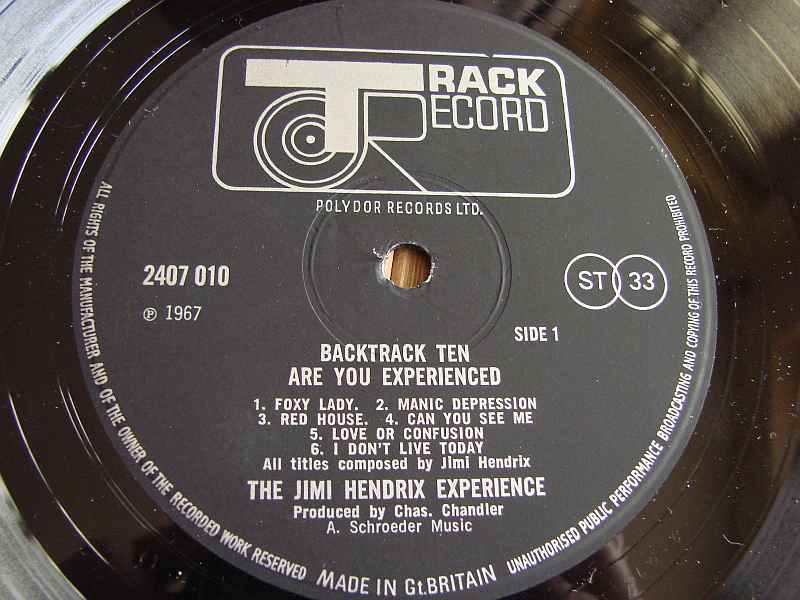 TRACK
RECORD
POLYDOR RECORDS LTD.
2407 010
ST 33
℗ 1967
SIDE 1
BACKTRACK TEN
ARE YOU EXPERIENCED
1. FOXY LADY. 2. MANIC DEPRESSION
3. RED HOUSE. 4. CAN YOU SEE ME
5. LOVE OR CONFUSION
6. I DON'T LIVE TODAY
All titles composed by Jimi Hendrix
THE JIMI HENDRIX EXPERIENCE
Produced by Chas. Chandler
A. Schroeder Music
ALL RIGHTS OF THE MANUFACTURER AND OF THE OWNER OF THE RECORDED WORK RESERVED
MADE IN Gt.BRITAIN
UNAUTHORISED PUBLIC PERFORMANCE BROADCASTING AND COPYING OF THIS RECORD PROHIBITED